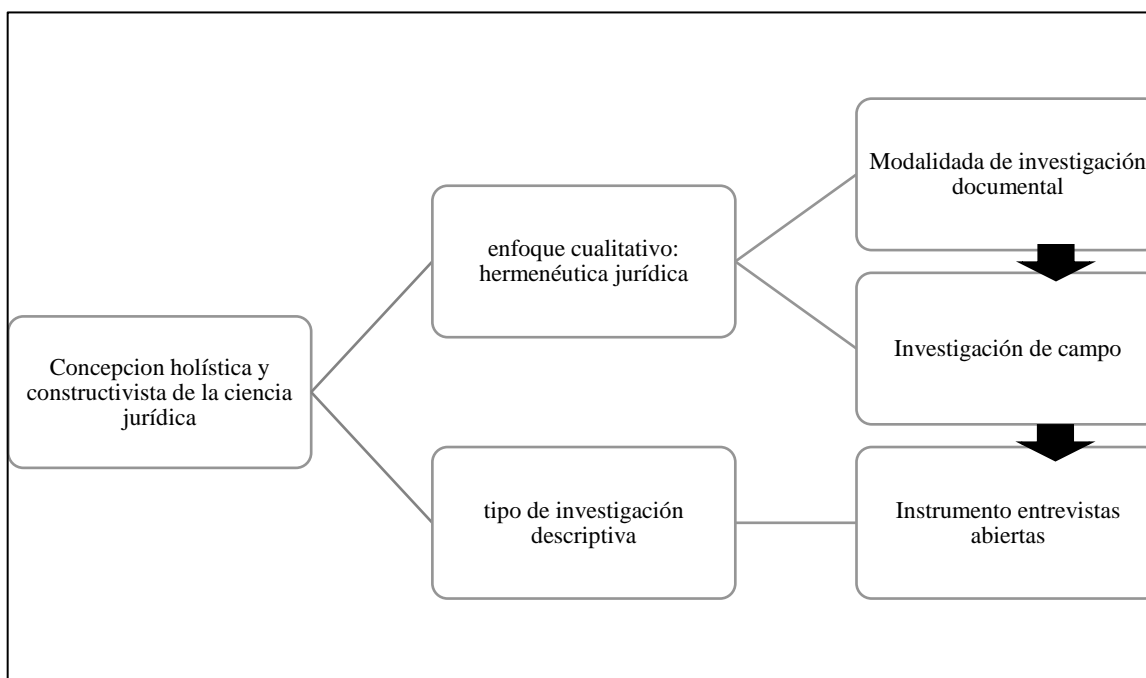 Concepcion holística y
constructivista de la ciencia
jurídica
enfoque cualitativo:
hermenéutica jurídica
tipo de investigación
descriptiva
Modalidada de investigación
documental
Investigación de campo
Instrumento entrevistas
abiertas